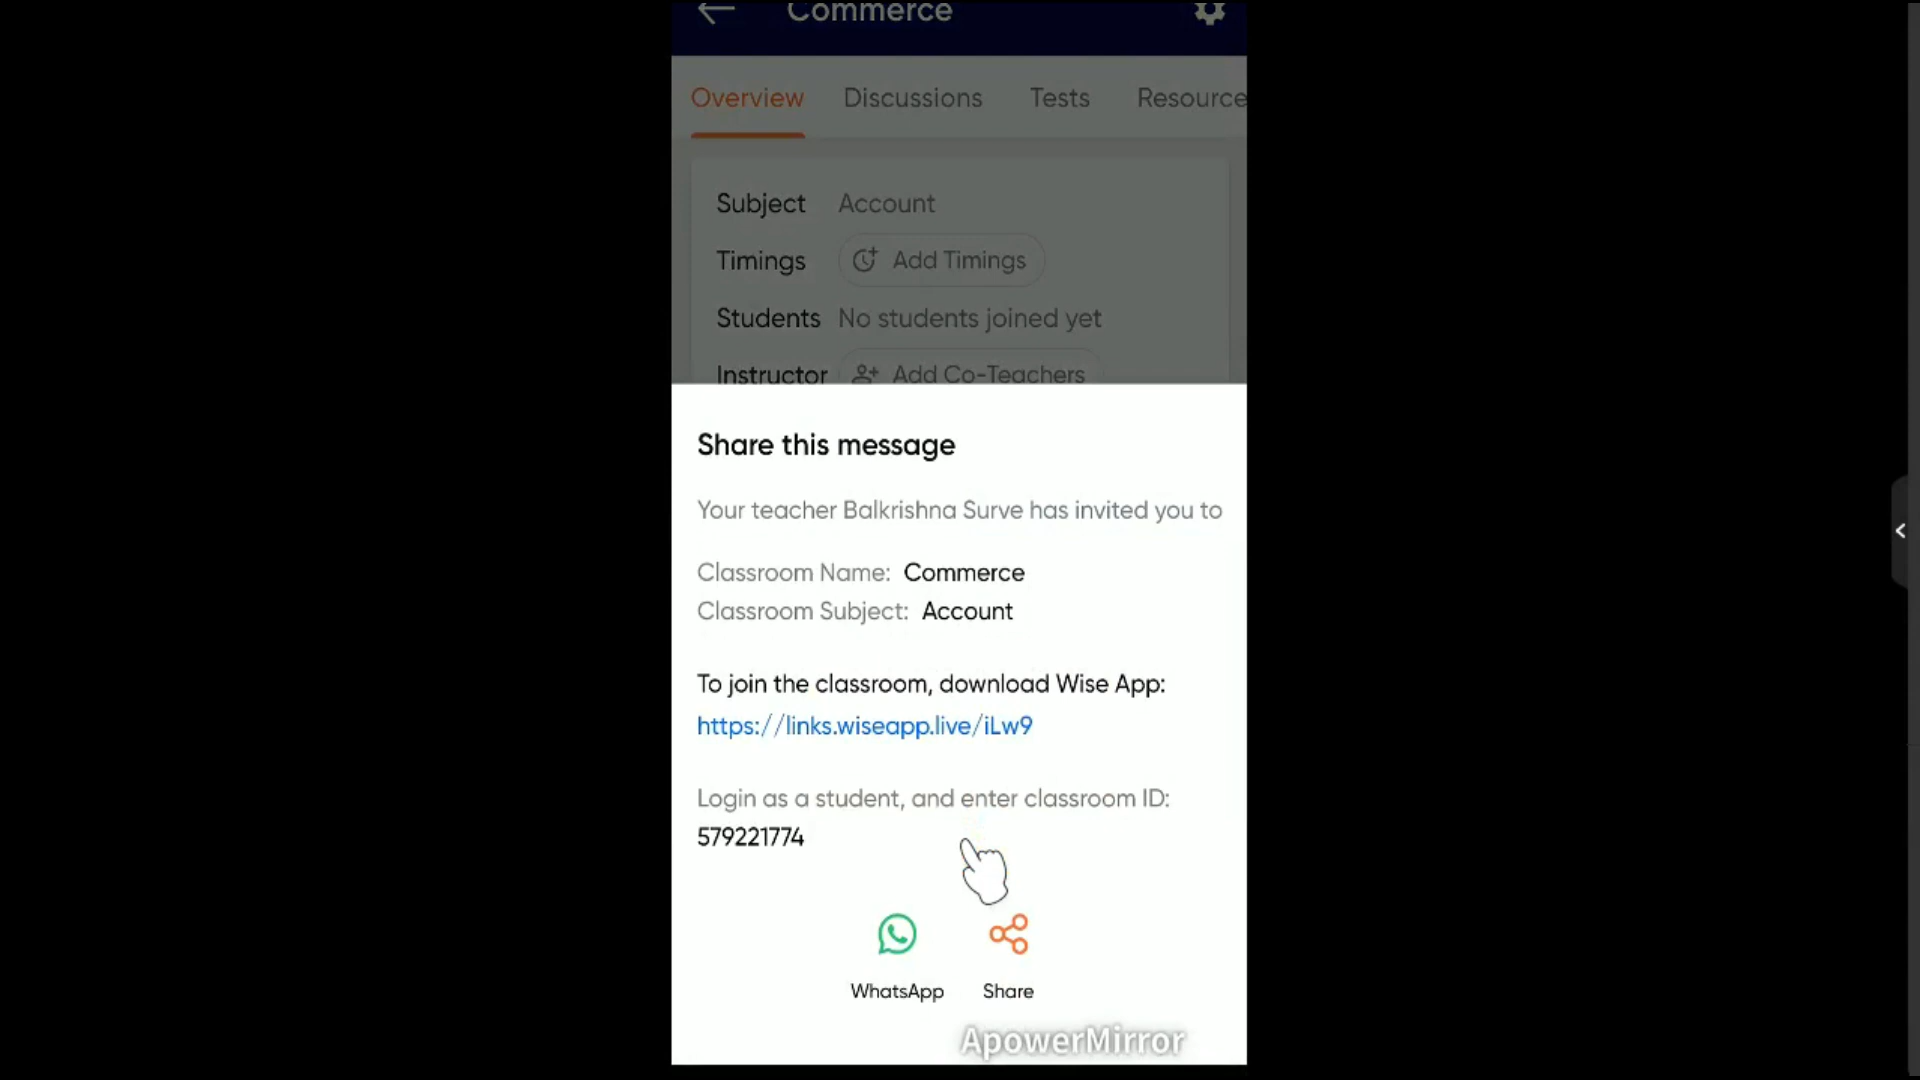 Commerce
Overview Discussions Tests Resource
Subject Account
Timings Add Timings
Students No students joined yet
Instructor Add Co-Teachers
Share this message
Your teacher Balkrishna Surve has invited you to
Classroom Name: Commerce
Classroom Subject: Account
To join the classroom, download Wise App:
https://links.wiseapp.live/iLw9
Login as a student, and enter classroom ID:
579221774
WhatsApp Share
ApowerMirror